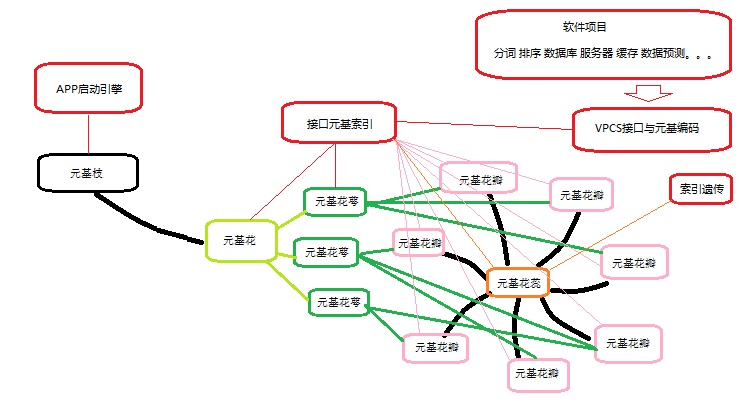 软件项目
分词 排序 数据库 服务器 缓存 数据预测。。。
APP启动引擎
接口元基索引
VPCS接口与元基编码
元基枝
元基花瓣
元基花瓣
索引遗传
元基花萼
元基花
元基花萼
元基花瓣
元基花瓣
元基花蕊
元基花萼
元基花瓣
元基花瓣
元基花瓣